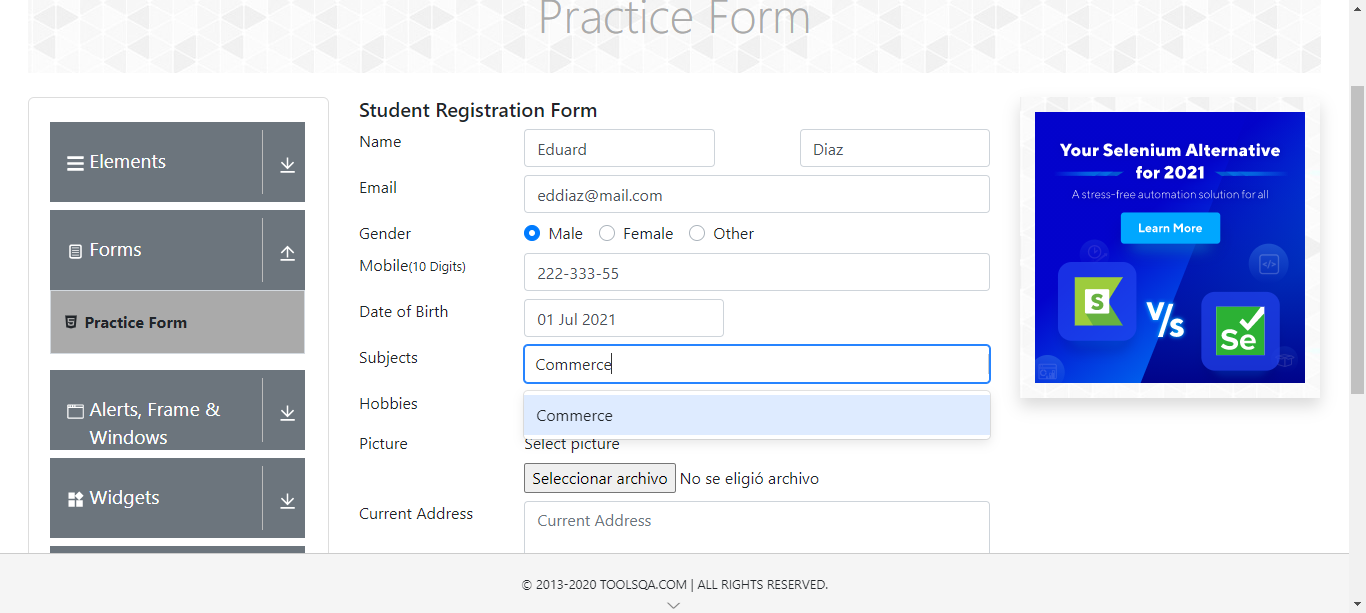 Practice Form
Elements
Forms
Practice Form
Alerts, Frame &
Windows
Widgets
Student Registration Form
Name
Eduard
Diaz
Email
eddiaz@mail.com
Gender
Male
Female
Other
Mobile(10 Digits)
222-333-55
Date of Birth
01 Jul 2021
Subjects
Commerce
Commerce
Hobbies
Picture
Select picture
Seleccionar archivo
No se eligió archivo
Current Address
Current Address
Your Selenium Alternative
for 2021
A stress-free automation solution for all
Learn More
S
V/s
Se
© 2013-2020 TOOLSQA.COM | ALL RIGHTS RESERVED.